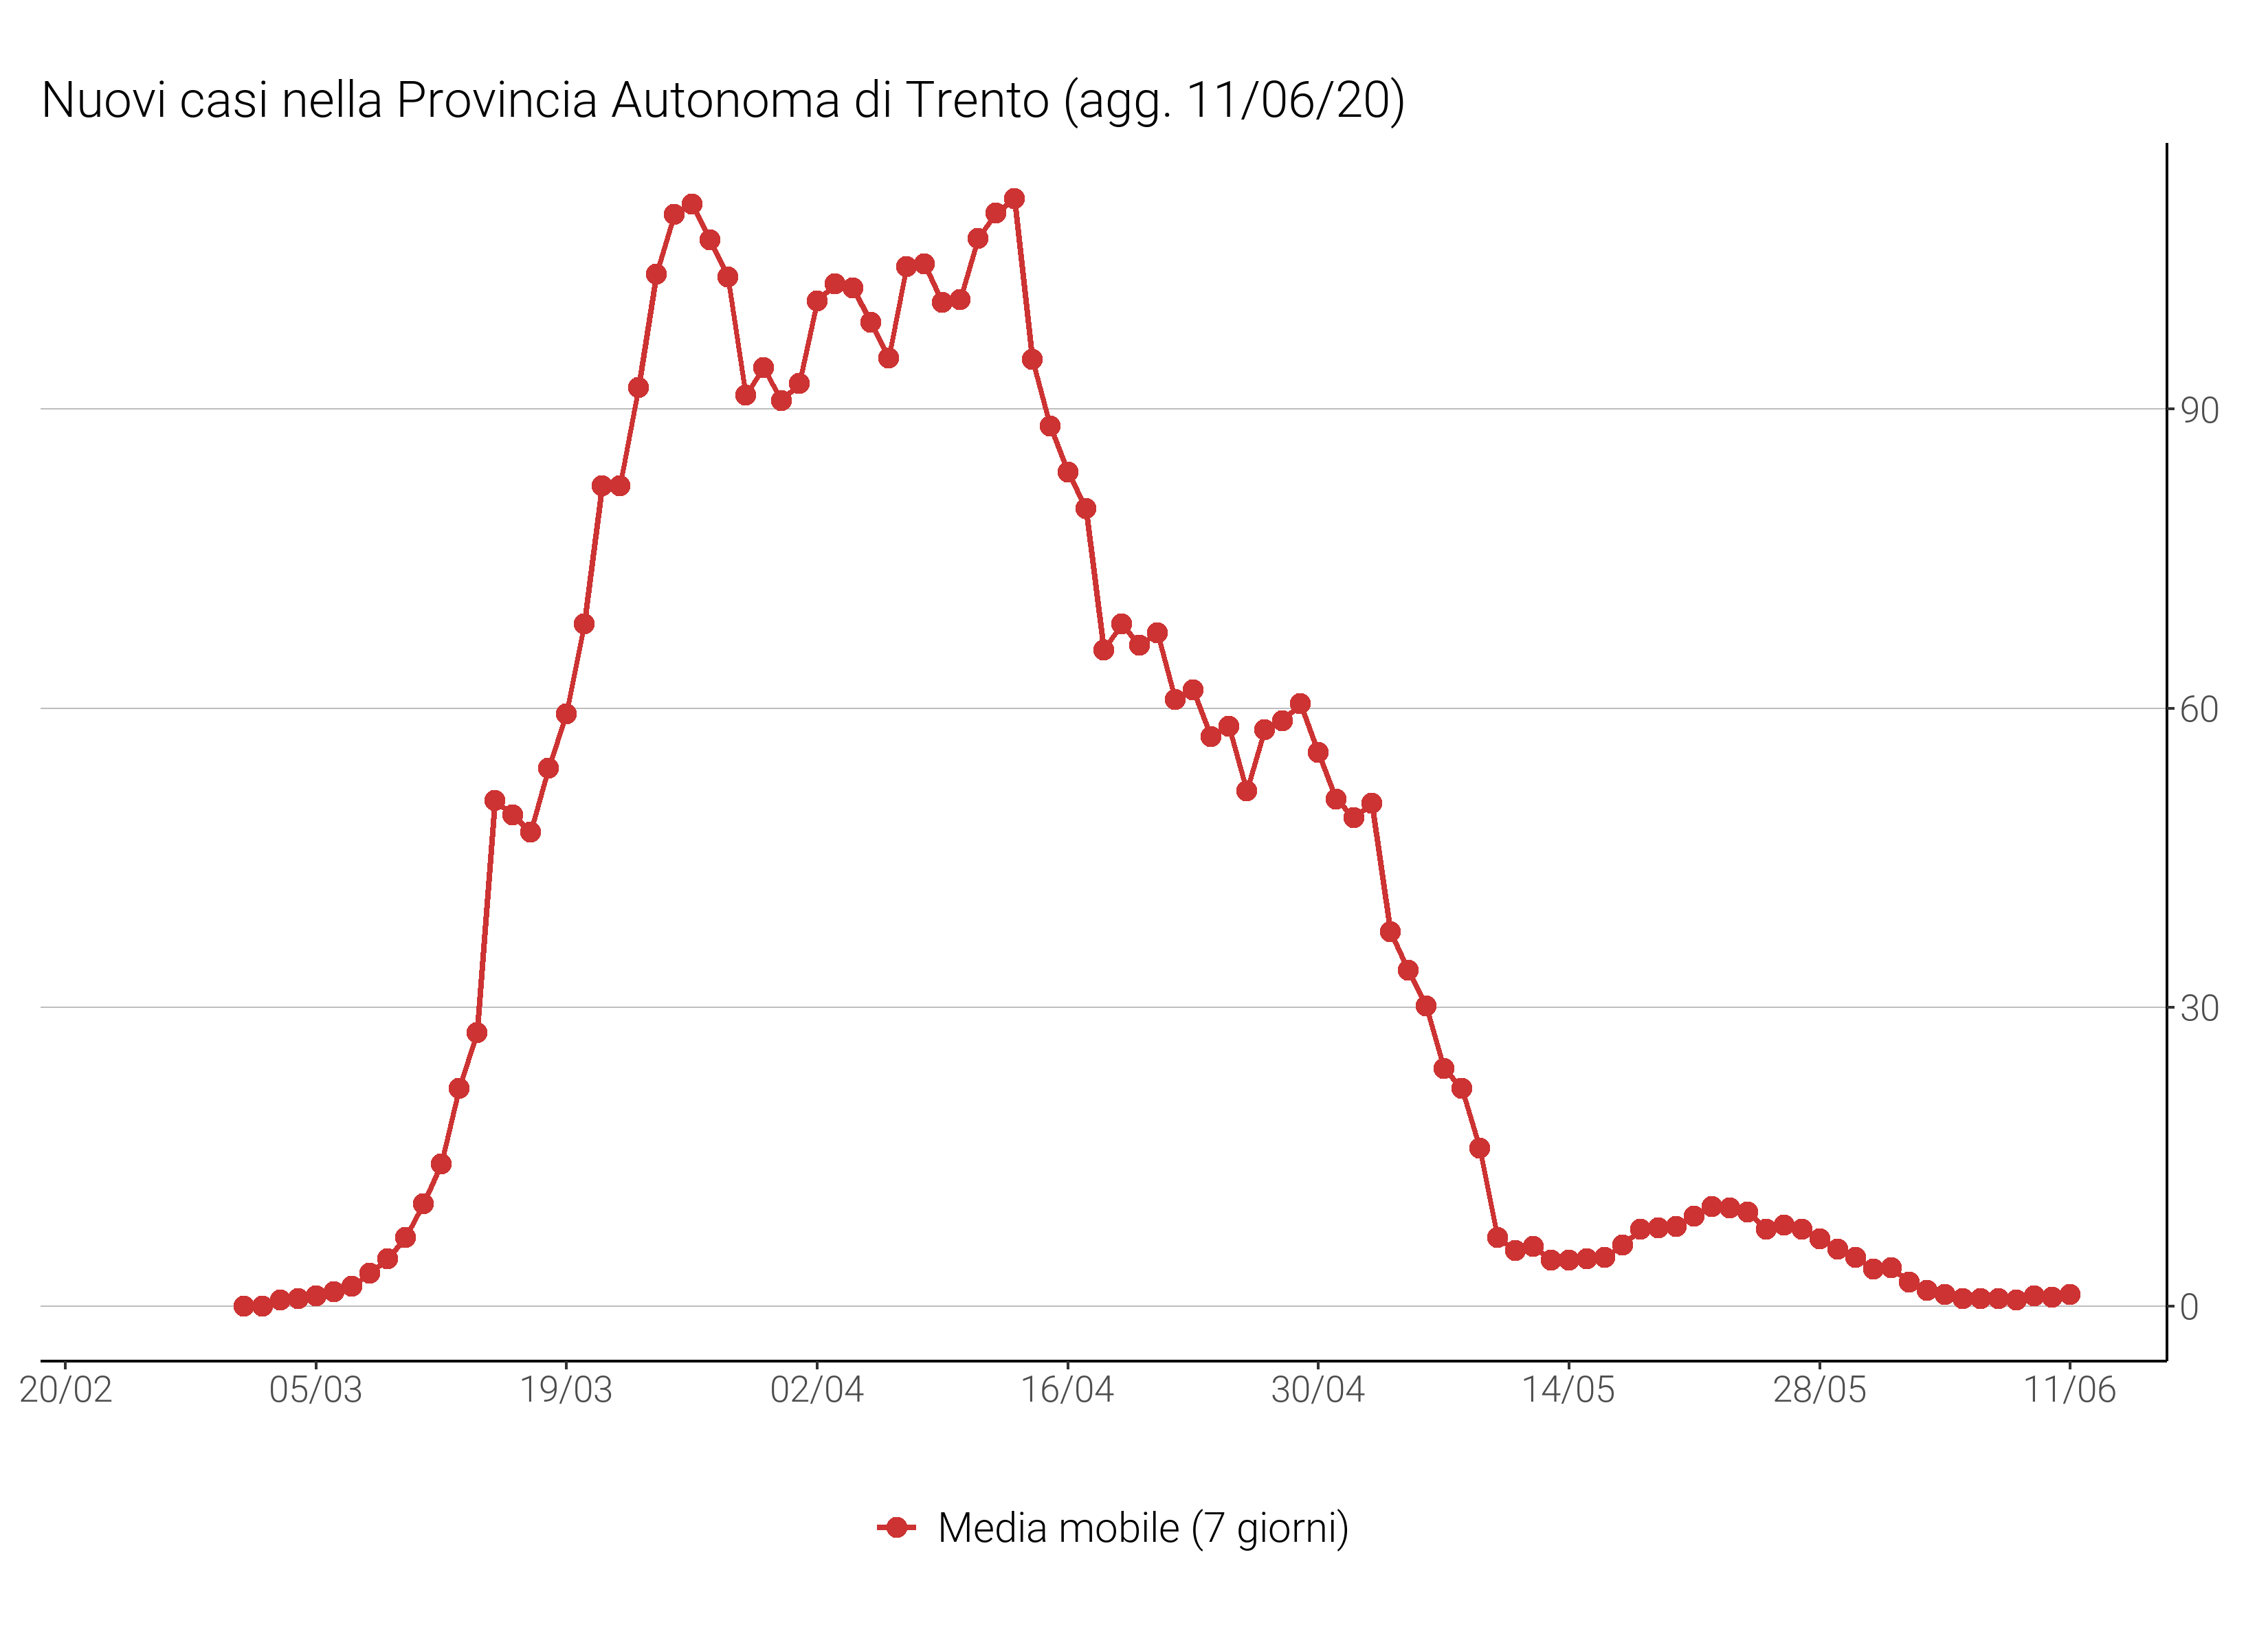 Nuovi casi nella Provincia Autonoma di Trento (agg. 11/06/20)
90
60
30
0
20/02 05/03 19/03 02/04 16/04 30/04 14/05 28/05 11/06
Media mobile (7 giorni)